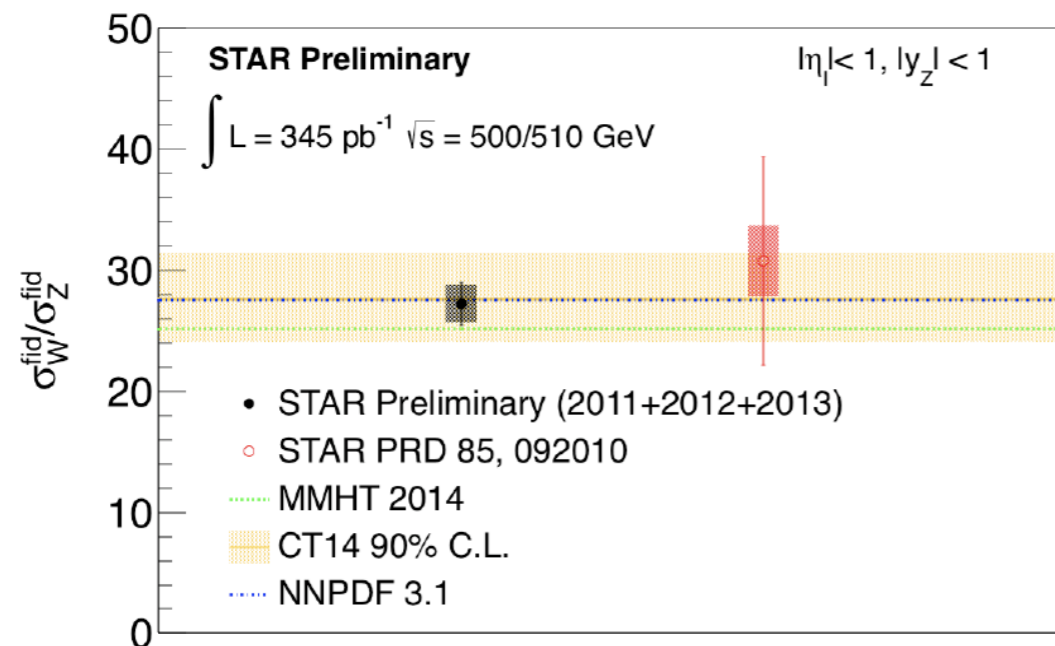 50
STAR Preliminary
|η_l|< 1, |y_Z| < 1
∫ L = 345 pb⁻¹ √s = 500/510 GeV
40
30
σ_W^fid/σ_Z^fid
20
STAR Preliminary (2011+2012+2013)
STAR PRD 85, 092010
MMHT 2014
10
CT14 90% C.L.
NNPDF 3.1
0